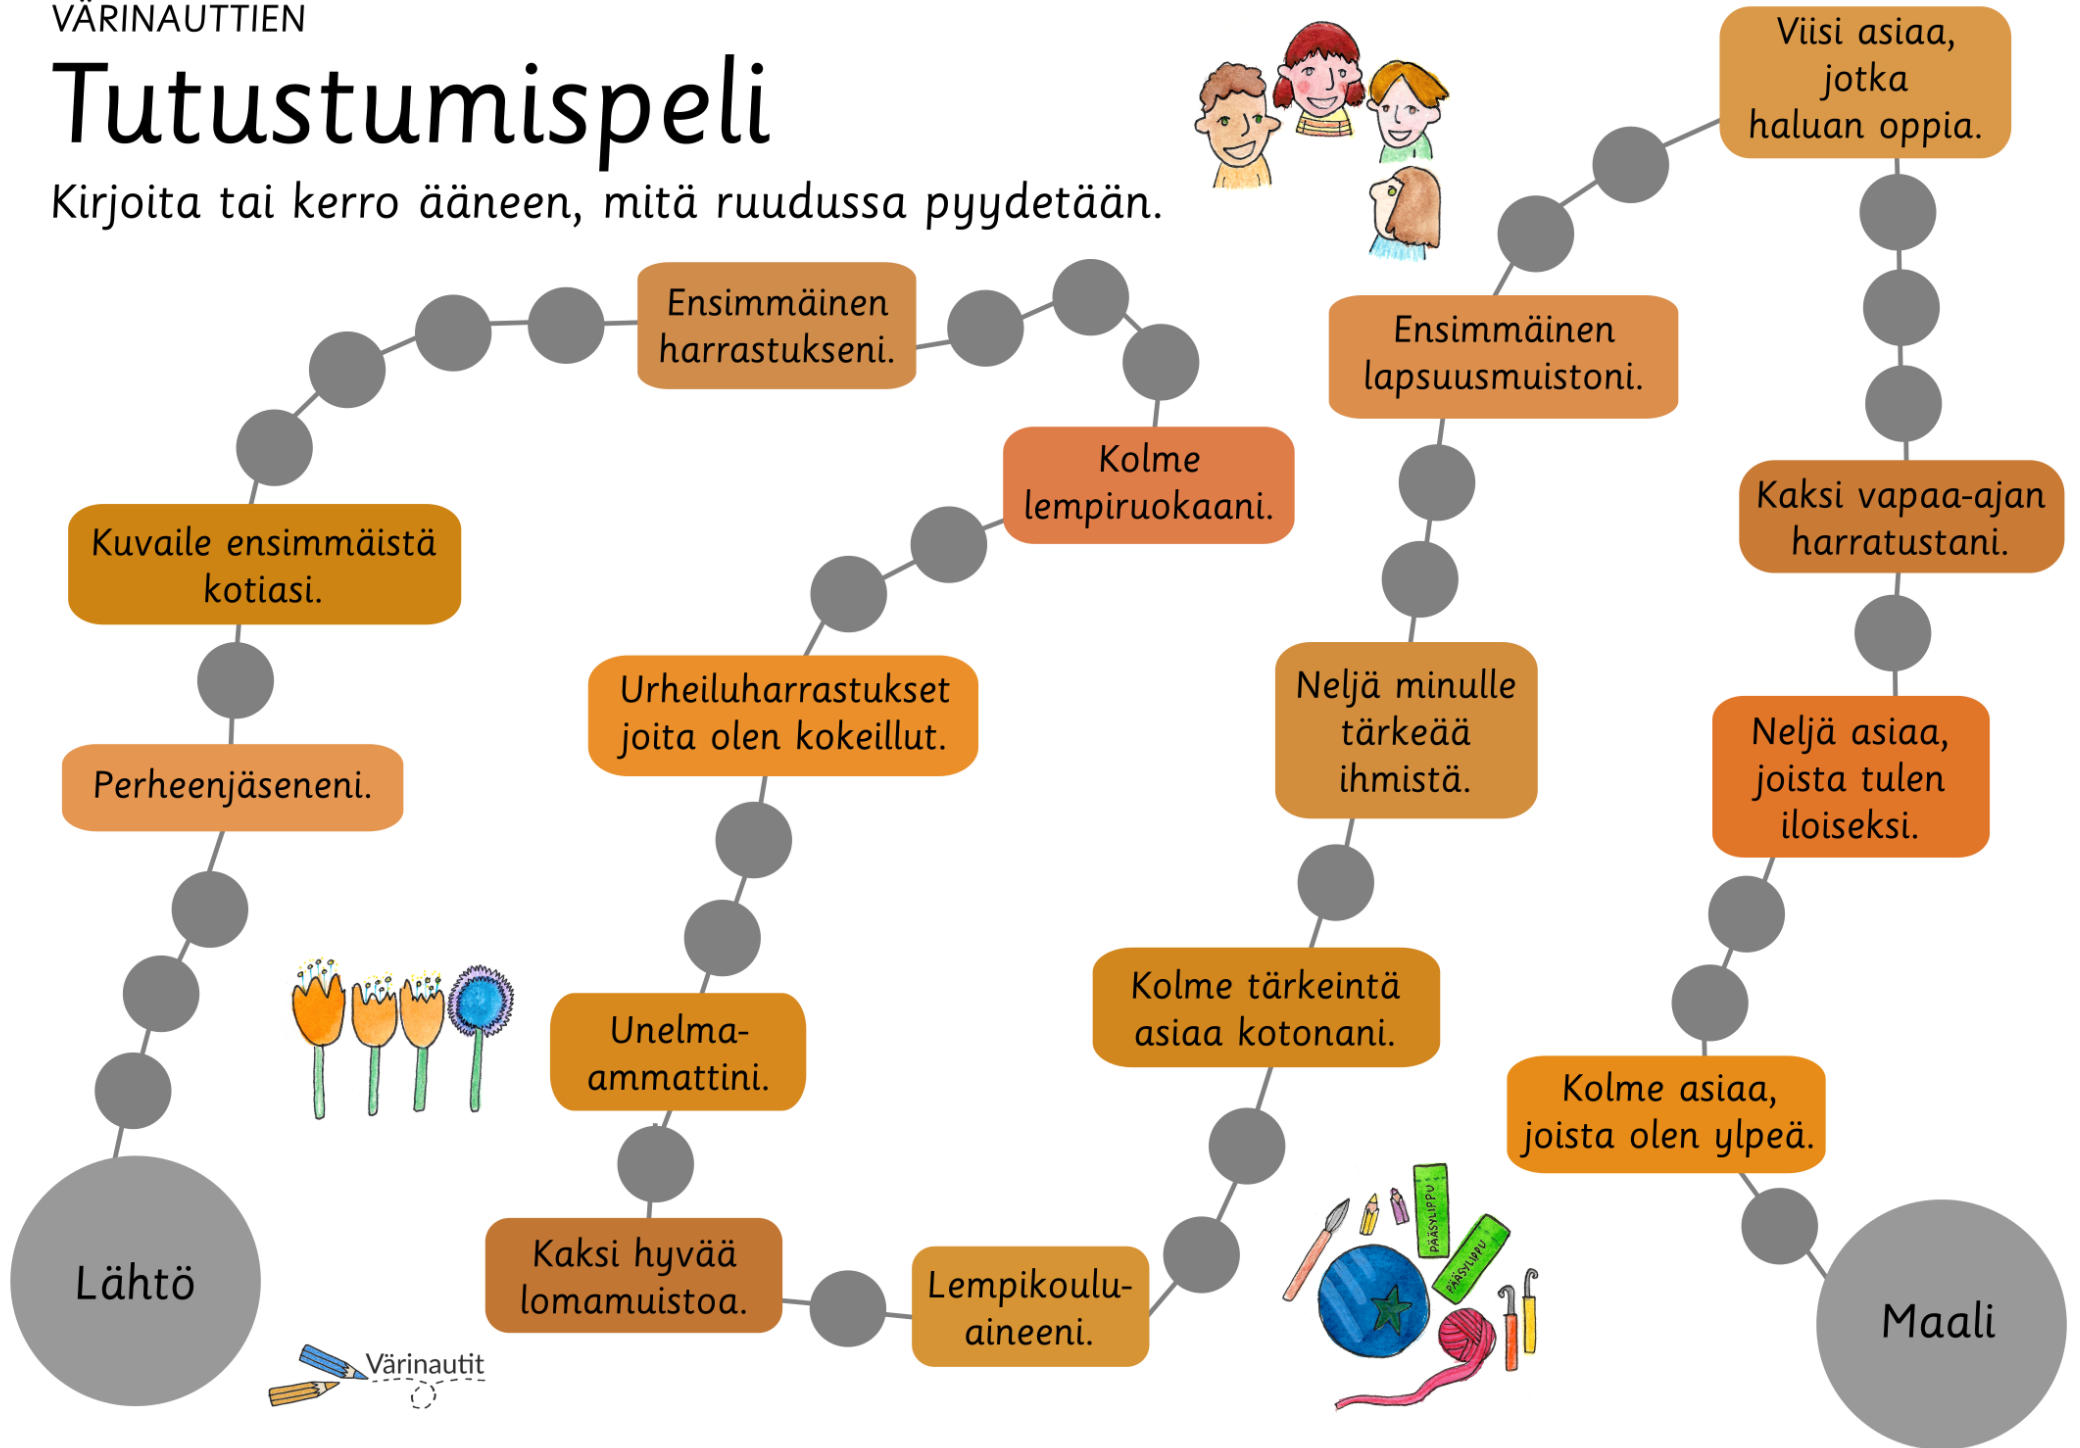 VÄRINAUTTIEN
Tutustumispeli
Kirjoita tai kerro ääneen, mitä ruudussa pyydetään.
Lähtö
Perheenjäseneni.
Kuvaile ensimmäistä
kotiasi.
Ensimmäinen
harrastukseni.
Kolme
lempiruokaani.
Urheiluharrastukset
joita olen kokeillut.
Unelma-
ammattini.
Kaksi hyvää
lomamuistoa.
Lempikoulu-
aineeni.
Kolme tärkeintä
asiaa kotonani.
Neljä minulle
tärkeää
ihmistä.
Ensimmäinen
lapsuusmuistoni.
Viisi asiaa,
jotka
haluan oppia.
Kaksi vapaa-ajan
harratustani.
Neljä asiaa,
joista tulen
iloiseksi.
Kolme asiaa,
joista olen ylpeä.
Maali
PÄÄSYLIPPU
PÄÄSYLIPPU
Värinautit